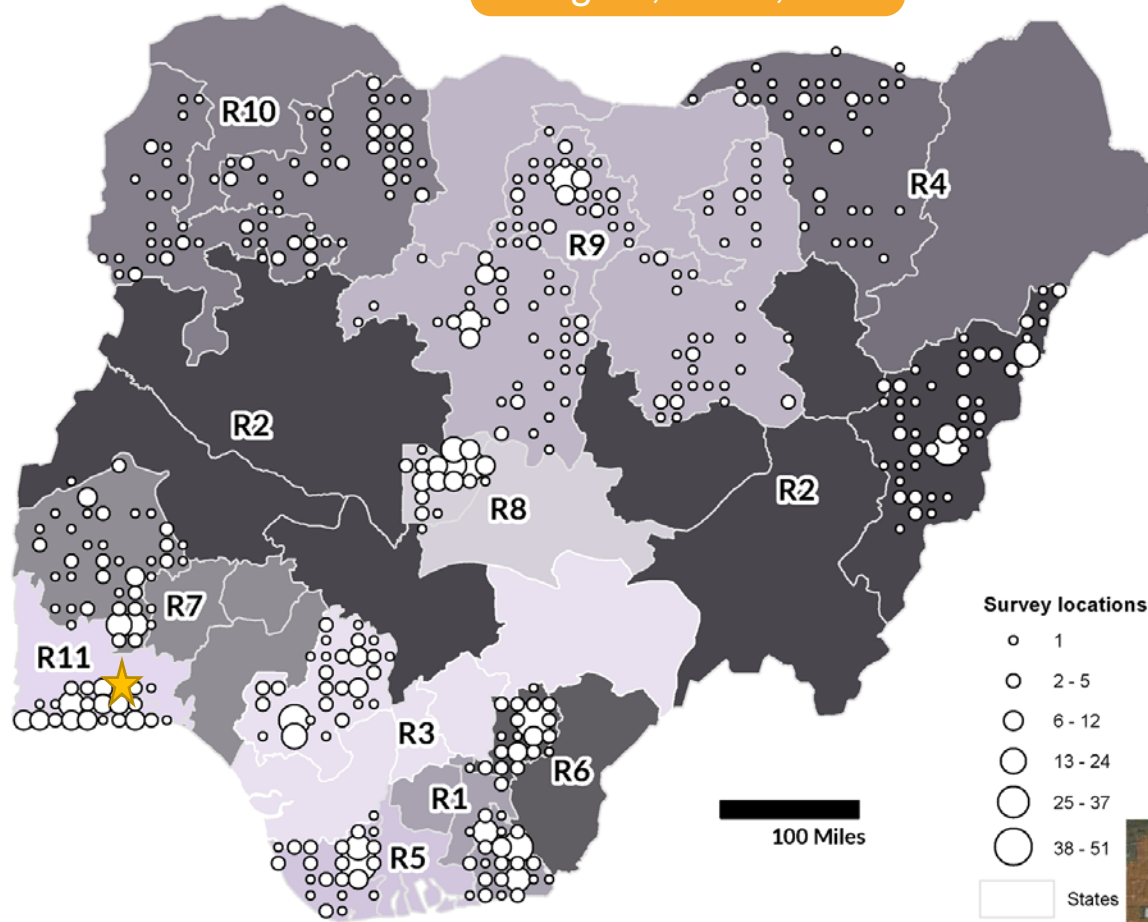 R10
R4
R9
R2
R2
R8
R7
R11
R3
R6
R1
R5
100 Miles
Survey locations
1
2 - 5
6 - 12
13 - 24
25 - 37
38 - 51
States